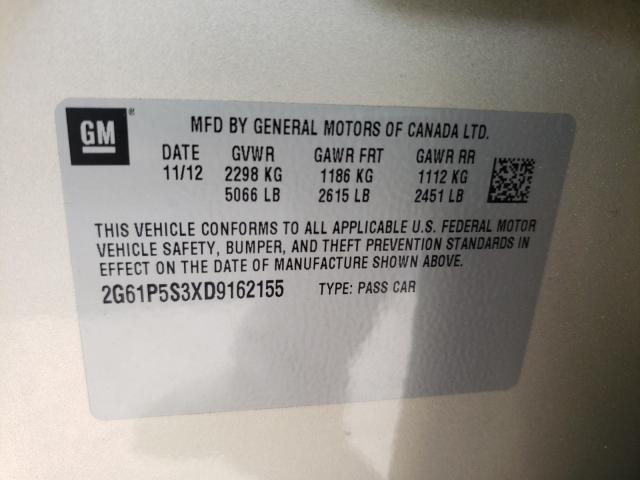 GM ®
MFD BY GENERAL MOTORS OF CANADA LTD.
DATE GVWR GAWR FRT GAWR RR
11/12 2298 KG 1186 KG 1112 KG
5066 LB 2615 LB 2451 LB
THIS VEHICLE CONFORMS TO ALL APPLICABLE U.S. FEDERAL MOTOR
VEHICLE SAFETY, BUMPER, AND THEFT PREVENTION STANDARDS IN
EFFECT ON THE DATE OF MANUFACTURE SHOWN ABOVE.
2G61P5S3XD9162155 TYPE: PASS CAR